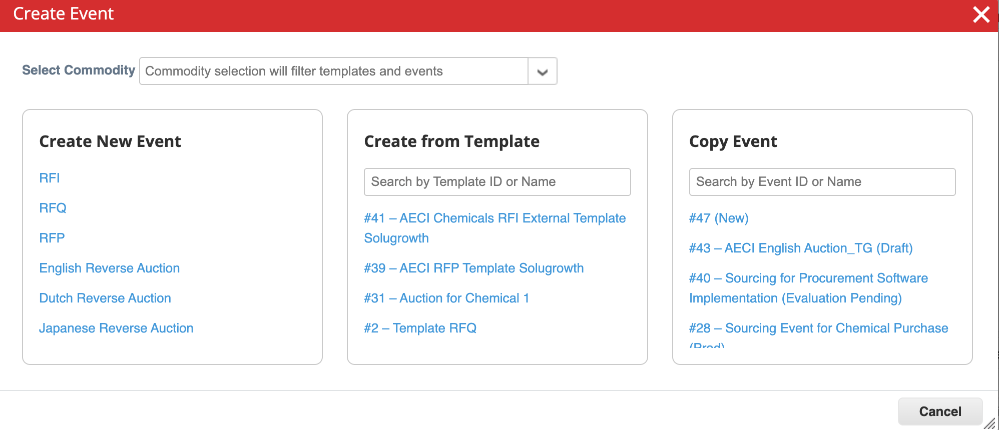 Create Event
Select Commodity
Commodity selection will filter templates and events
Create New Event
RFI
RFQ
RFP
English Reverse Auction
Dutch Reverse Auction
Japanese Reverse Auction
Create from Template
Search by Template ID or Name
#41 – AECI Chemicals RFI External Template
Solugrowth
#39 – AECI RFP Template Solugrowth
#31 – Auction for Chemical 1
#2 – Template RFQ
Copy Event
Search by Event ID or Name
#47 (New)
#43 – AECI English Auction_TG (Draft)
#40 – Sourcing for Procurement Software
Implementation (Evaluation Pending)
#28 – Sourcing Event for Chemical Purchase
(Prod)
Cancel